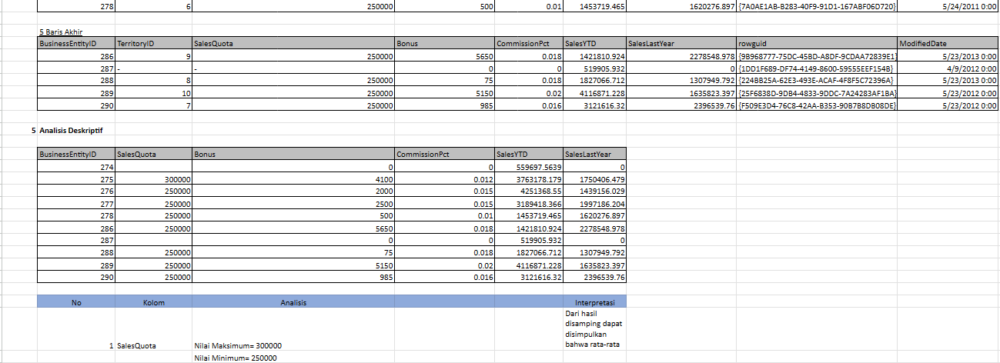 278 6 250000 500 0.01 1453719.465 1620276.897 {7A0AE1AB-B283-40F9-91D1-167ABF06D720} 5/24/2011 0:00
5 Baris Akhir
BusinessEntityID TerritoryID SalesQuota Bonus CommissionPct SalesYTD SalesLastYear rowguid ModifiedDate
286 9 250000 5650 0.018 1421810.924 2278548.978 {9B968777-75DC-45BD-A8DF-9CDAA72839E1} 5/23/2013 0:00
287 - - 0 0 519905.932 0 {1DD1F689-DF74-4149-8600-59555EEF154B} 4/9/2012 0:00
288 8 250000 75 0.018 1827066.712 1307949.792 {224BB25A-62E3-493E-ACAF-4F8F5C72396A} 5/23/2013 0:00
289 10 250000 5150 0.02 4116871.228 1635823.397 {25F6838D-9DB4-4833-9DDC-7A24283AF1BA} 5/23/2012 0:00
290 7 250000 985 0.016 3121616.32 2396539.76 {F509E3D4-76C8-42AA-B353-90B7B8DB08DE} 5/23/2012 0:00
5 Analisis Deskriptif
BusinessEntityID SalesQuota Bonus CommissionPct SalesYTD SalesLastYear
274 0 0 559697.5639 0
275 300000 4100 0.012 3763178.179 1750406.479
276 250000 2000 0.015 4251368.55 1439156.029
277 250000 2500 0.015 3189418.366 1997186.204
278 250000 500 0.01 1453719.465 1620276.897
286 250000 5650 0.018 1421810.924 2278548.978
287 0 0 519905.932 0
288 250000 75 0.018 1827066.712 1307949.792
289 250000 5150 0.02 4116871.228 1635823.397
290 250000 985 0.016 3121616.32 2396539.76
No Kolom Analisis Interpretasi
Dari hasil
disamping dapat
disimpulkan
1 SalesQuota Nilai Maksimum= 300000 bahwa rata-rata
Nilai Minimum= 250000